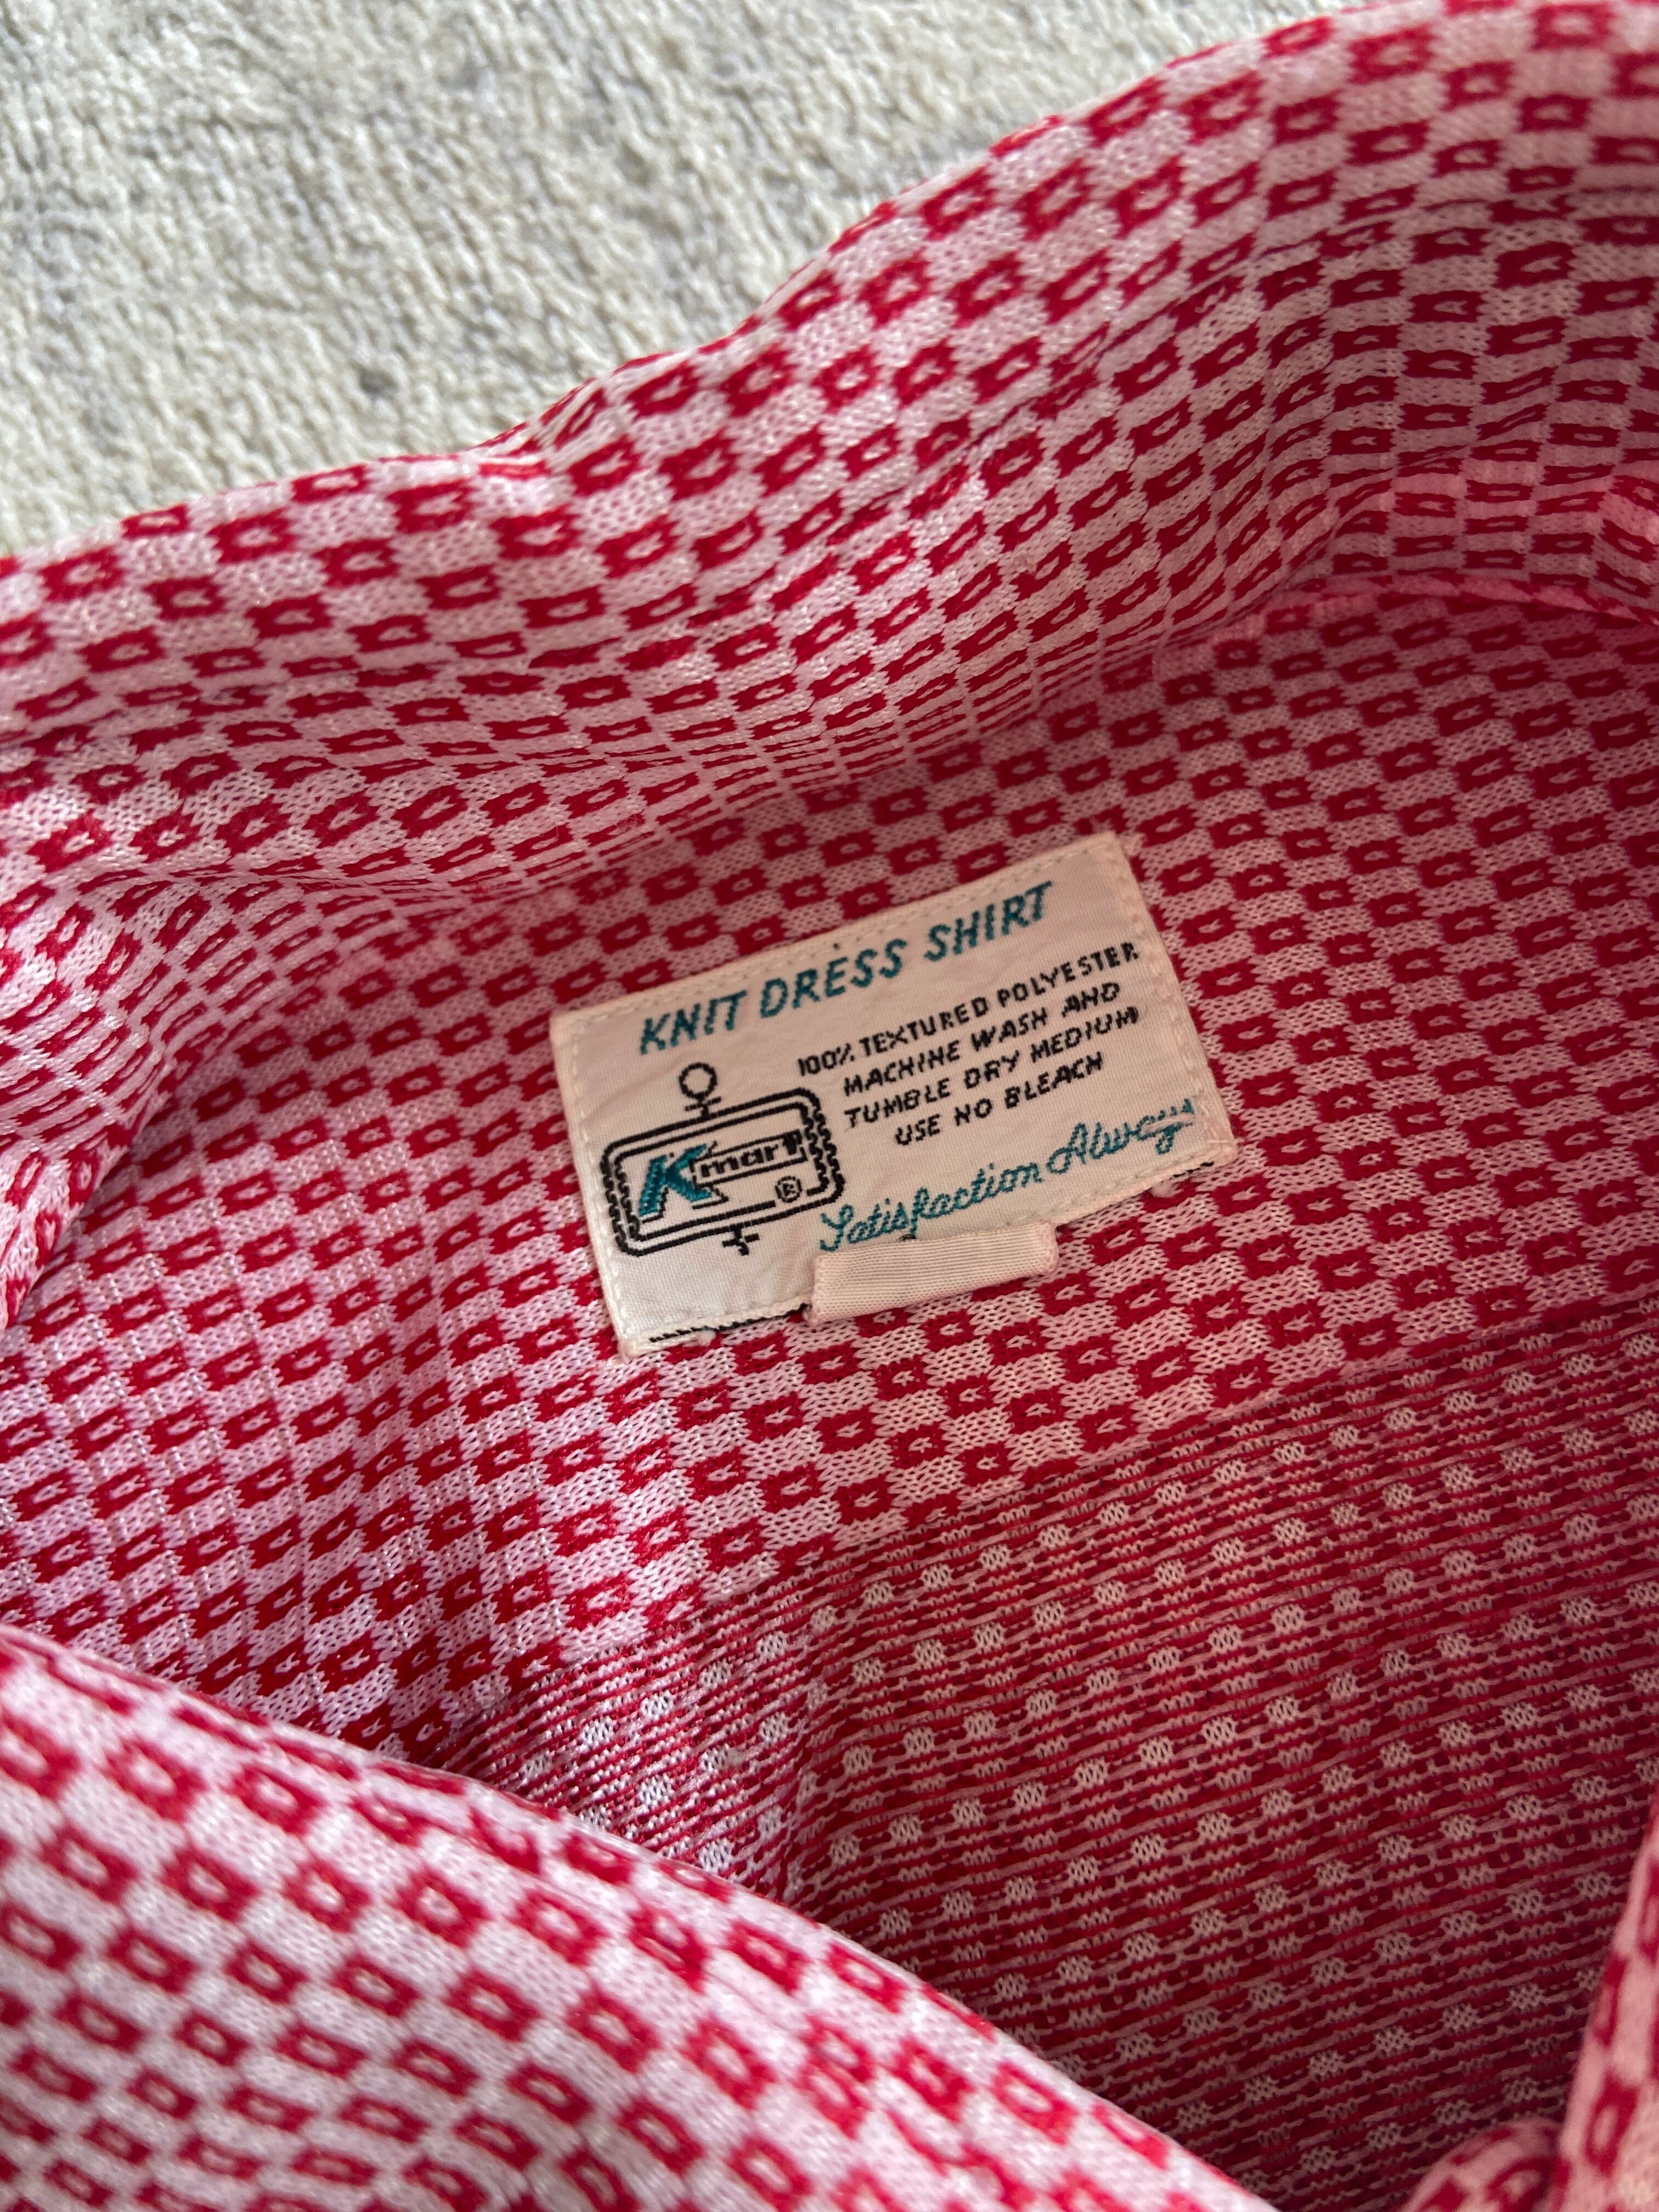 KNIT DRESS SHIRT
100% TEXTURED POLYESTER
MACHINE WASH AND
TUMBLE DRY MEDIUM
USE NO BLEACH
Kmart ®
Satisfaction Always